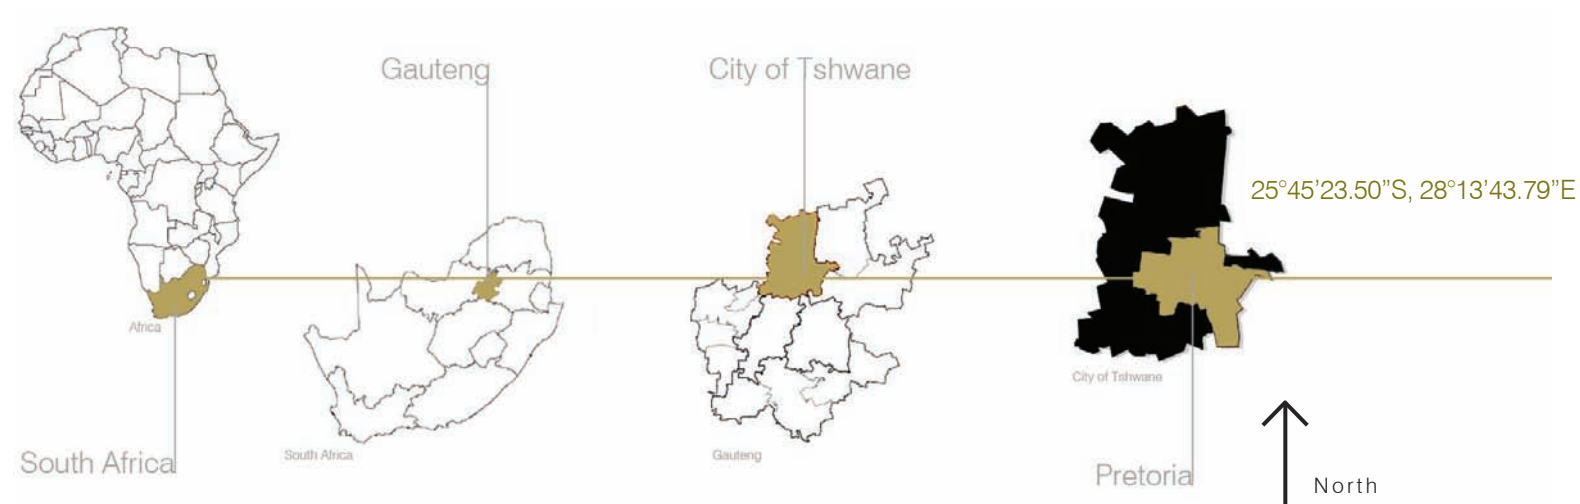 Gauteng
City of Tshwane
25°45'23.50"S, 28°13'43.79"E
Africa
City of Tshwane
South Africa
Gauteng
South Africa
Pretoria
North